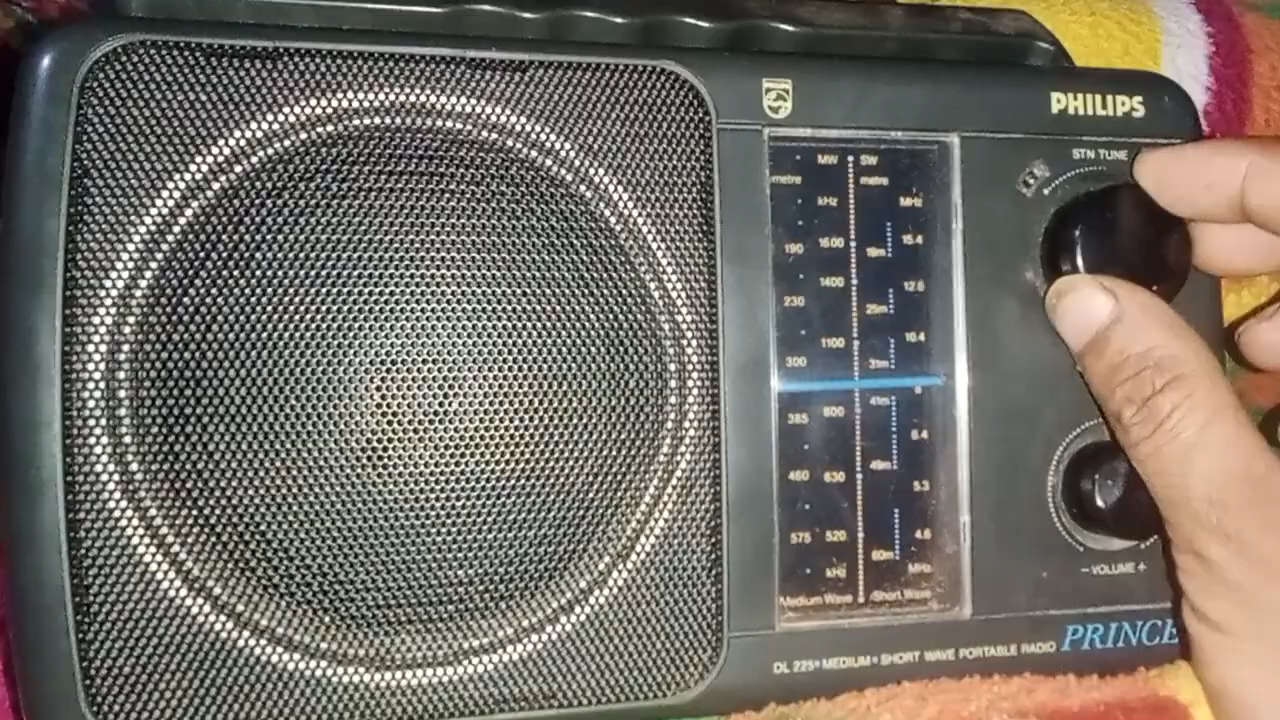 PHILIPS
STN TUNE
MW SW
metre metre
kHz MHz
190 1600 19m 15.4
1400 12.6
230 25m
1100 10.4
300 31m
41m
385 800 6.4
49m
460 630 5.3
575 520 4.6
60m
kHz MHz
Medium Wave Short Wave
- VOLUME +
DL 225 MEDIUM SHORT WAVE PORTABLE RADIO PRINCE